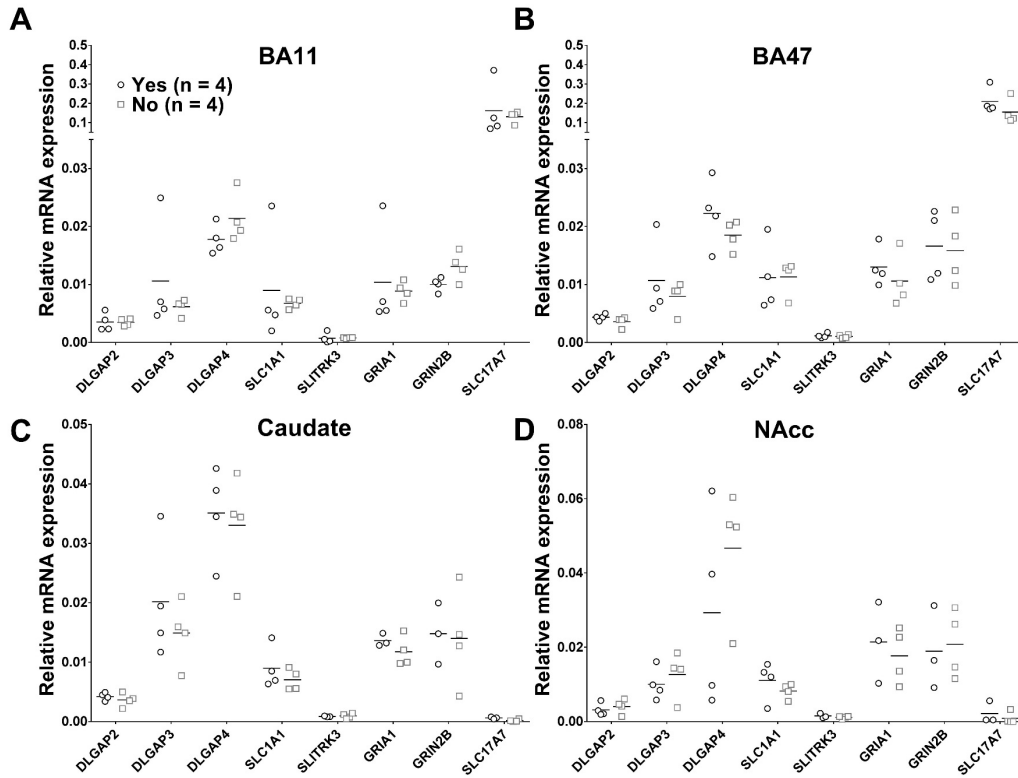 A
BA11
Relative mRNA expression
0.5
0.4
0.3
0.2
0.1
0.03
0.02
0.01
0.00
Yes (n = 4)
No (n = 4)
DLGAP2
DLGAP3
DLGAP4
SLC1A1
SLITRK3
GRIA1
GRIN2B
SLC17A7
B
BA47
Relative mRNA expression
0.5
0.4
0.3
0.2
0.1
0.03
0.02
0.01
0.00
DLGAP2
DLGAP3
DLGAP4
SLC1A1
SLITRK3
GRIA1
GRIN2B
SLC17A7
C
Caudate
Relative mRNA expression
0.05
0.04
0.03
0.02
0.01
0.00
DLGAP2
DLGAP3
DLGAP4
SLC1A1
SLITRK3
GRIA1
GRIN2B
SLC17A7
D
NAcc
Relative mRNA expression
0.08
0.06
0.04
0.02
0.00
DLGAP2
DLGAP3
DLGAP4
SLC1A1
SLITRK3
GRIA1
GRIN2B
SLC17A7